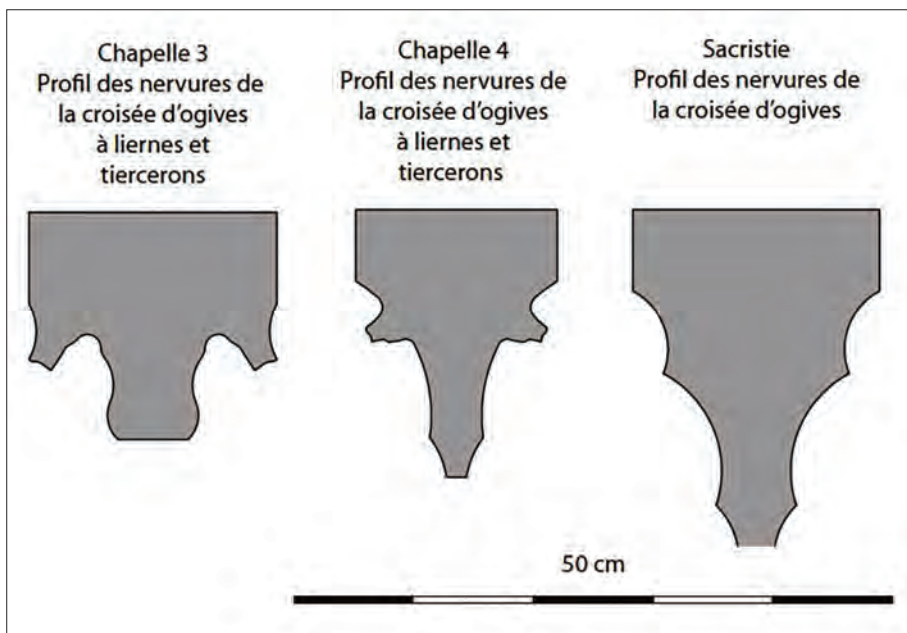 Chapelle 3
Profil des nervures de
la croisée d'ogives
à liernes et
tiercerons
Chapelle 4
Profil des nervures de
la croisée d'ogives
à liernes et
tiercerons
Sacristie
Profil des nervures de
la croisée d'ogives
50 cm